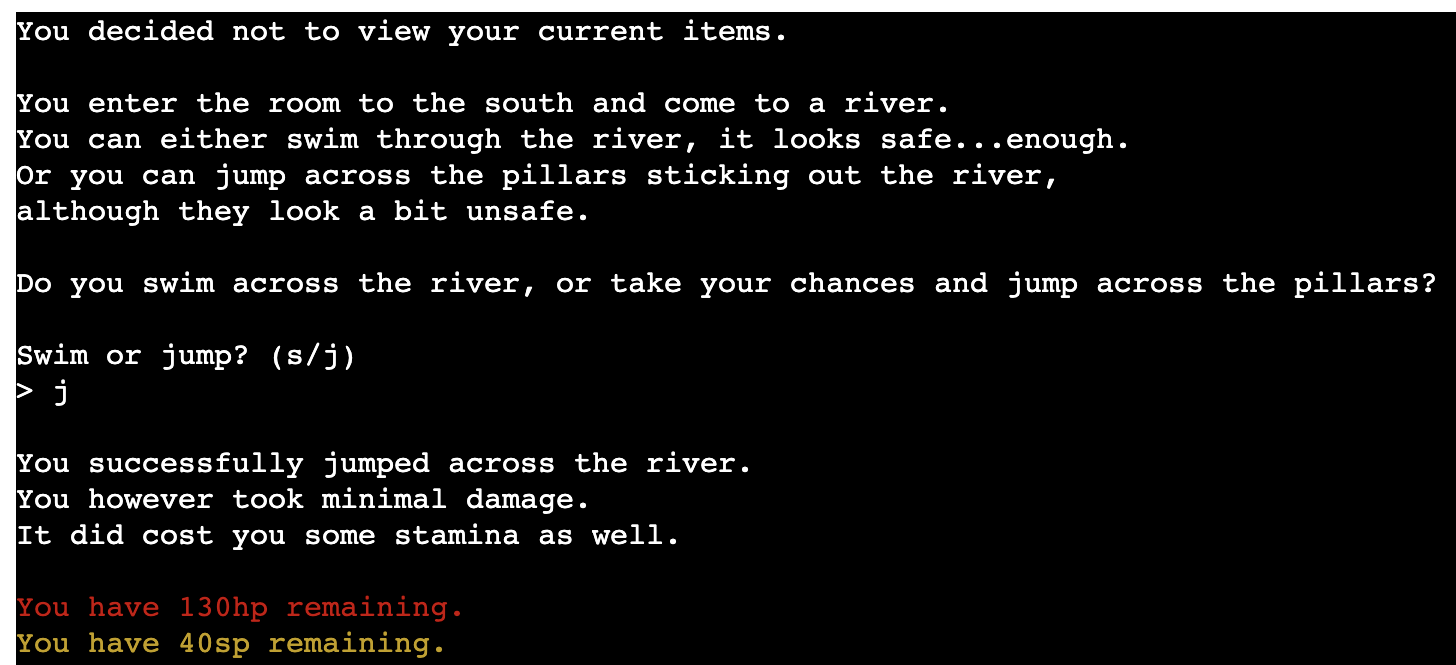 You decided not to view your current items.
You enter the room to the south and come to a river.
You can either swim through the river, it looks safe...enough.
Or you can jump across the pillars sticking out the river,
although they look a bit unsafe.
Do you swim across the river, or take your chances and jump across the pillars?
Swim or jump? (s/j)
> j
You successfully jumped across the river.
You however took minimal damage.
It did cost you some stamina as well.
You have 130hp remaining.
You have 40sp remaining.